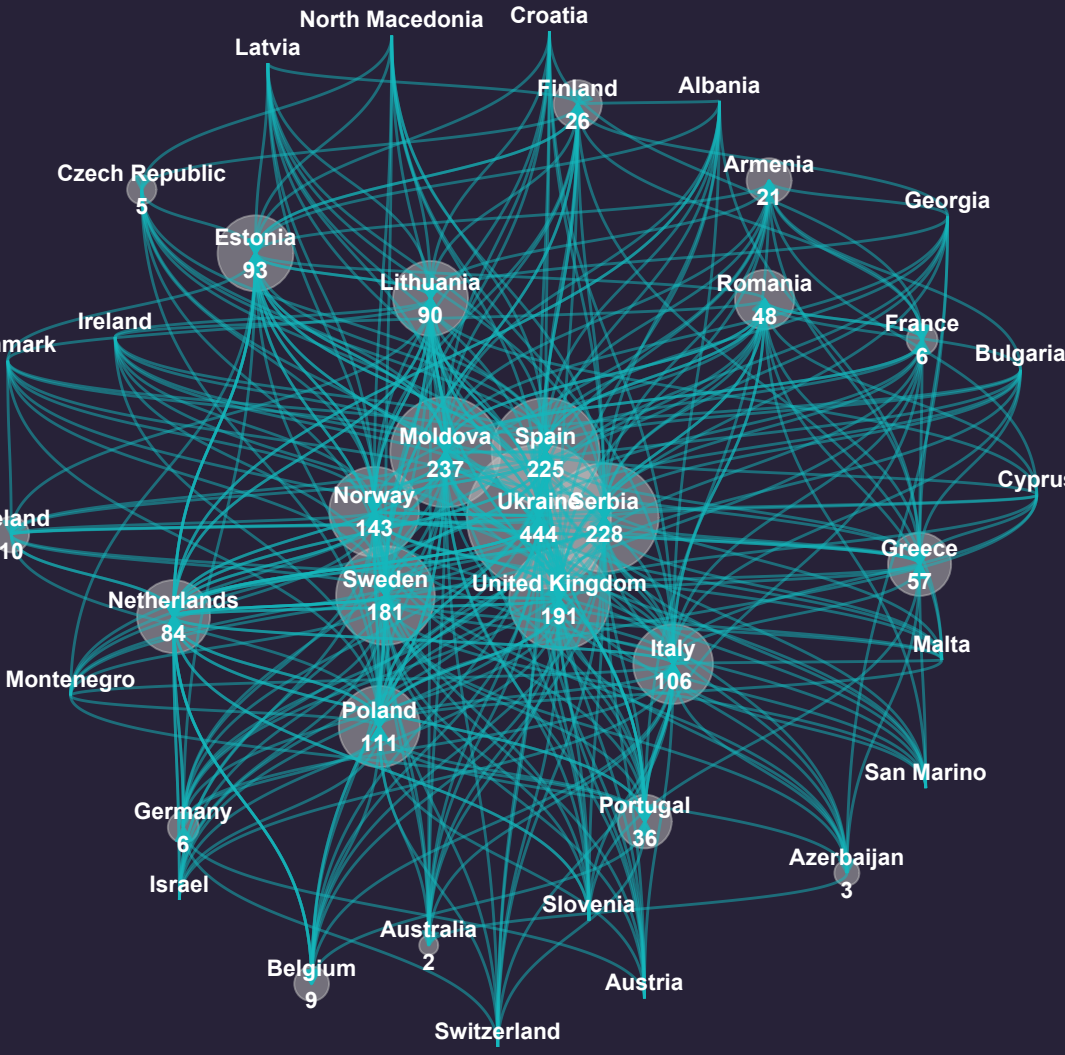 North Macedonia
Croatia
Latvia
Finland
26
Albania
Czech Republic
5
Armenia
21
Georgia
Estonia
93
Lithuania
90
Romania
48
Ireland
France
6
mark
Bulgaria
Moldova
237
Spain
225
Norway
143
Ukraine
444
Serbia
228
Cyprus
eland
10
Greece
57
Sweden
181
United Kingdom
191
Netherlands
84
Italy
106
Malta
Montenegro
Poland
111
San Marino
Germany
6
Portugal
36
Azerbaijan
3
Israel
Slovenia
Australia
2
Belgium
9
Austria
Switzerland